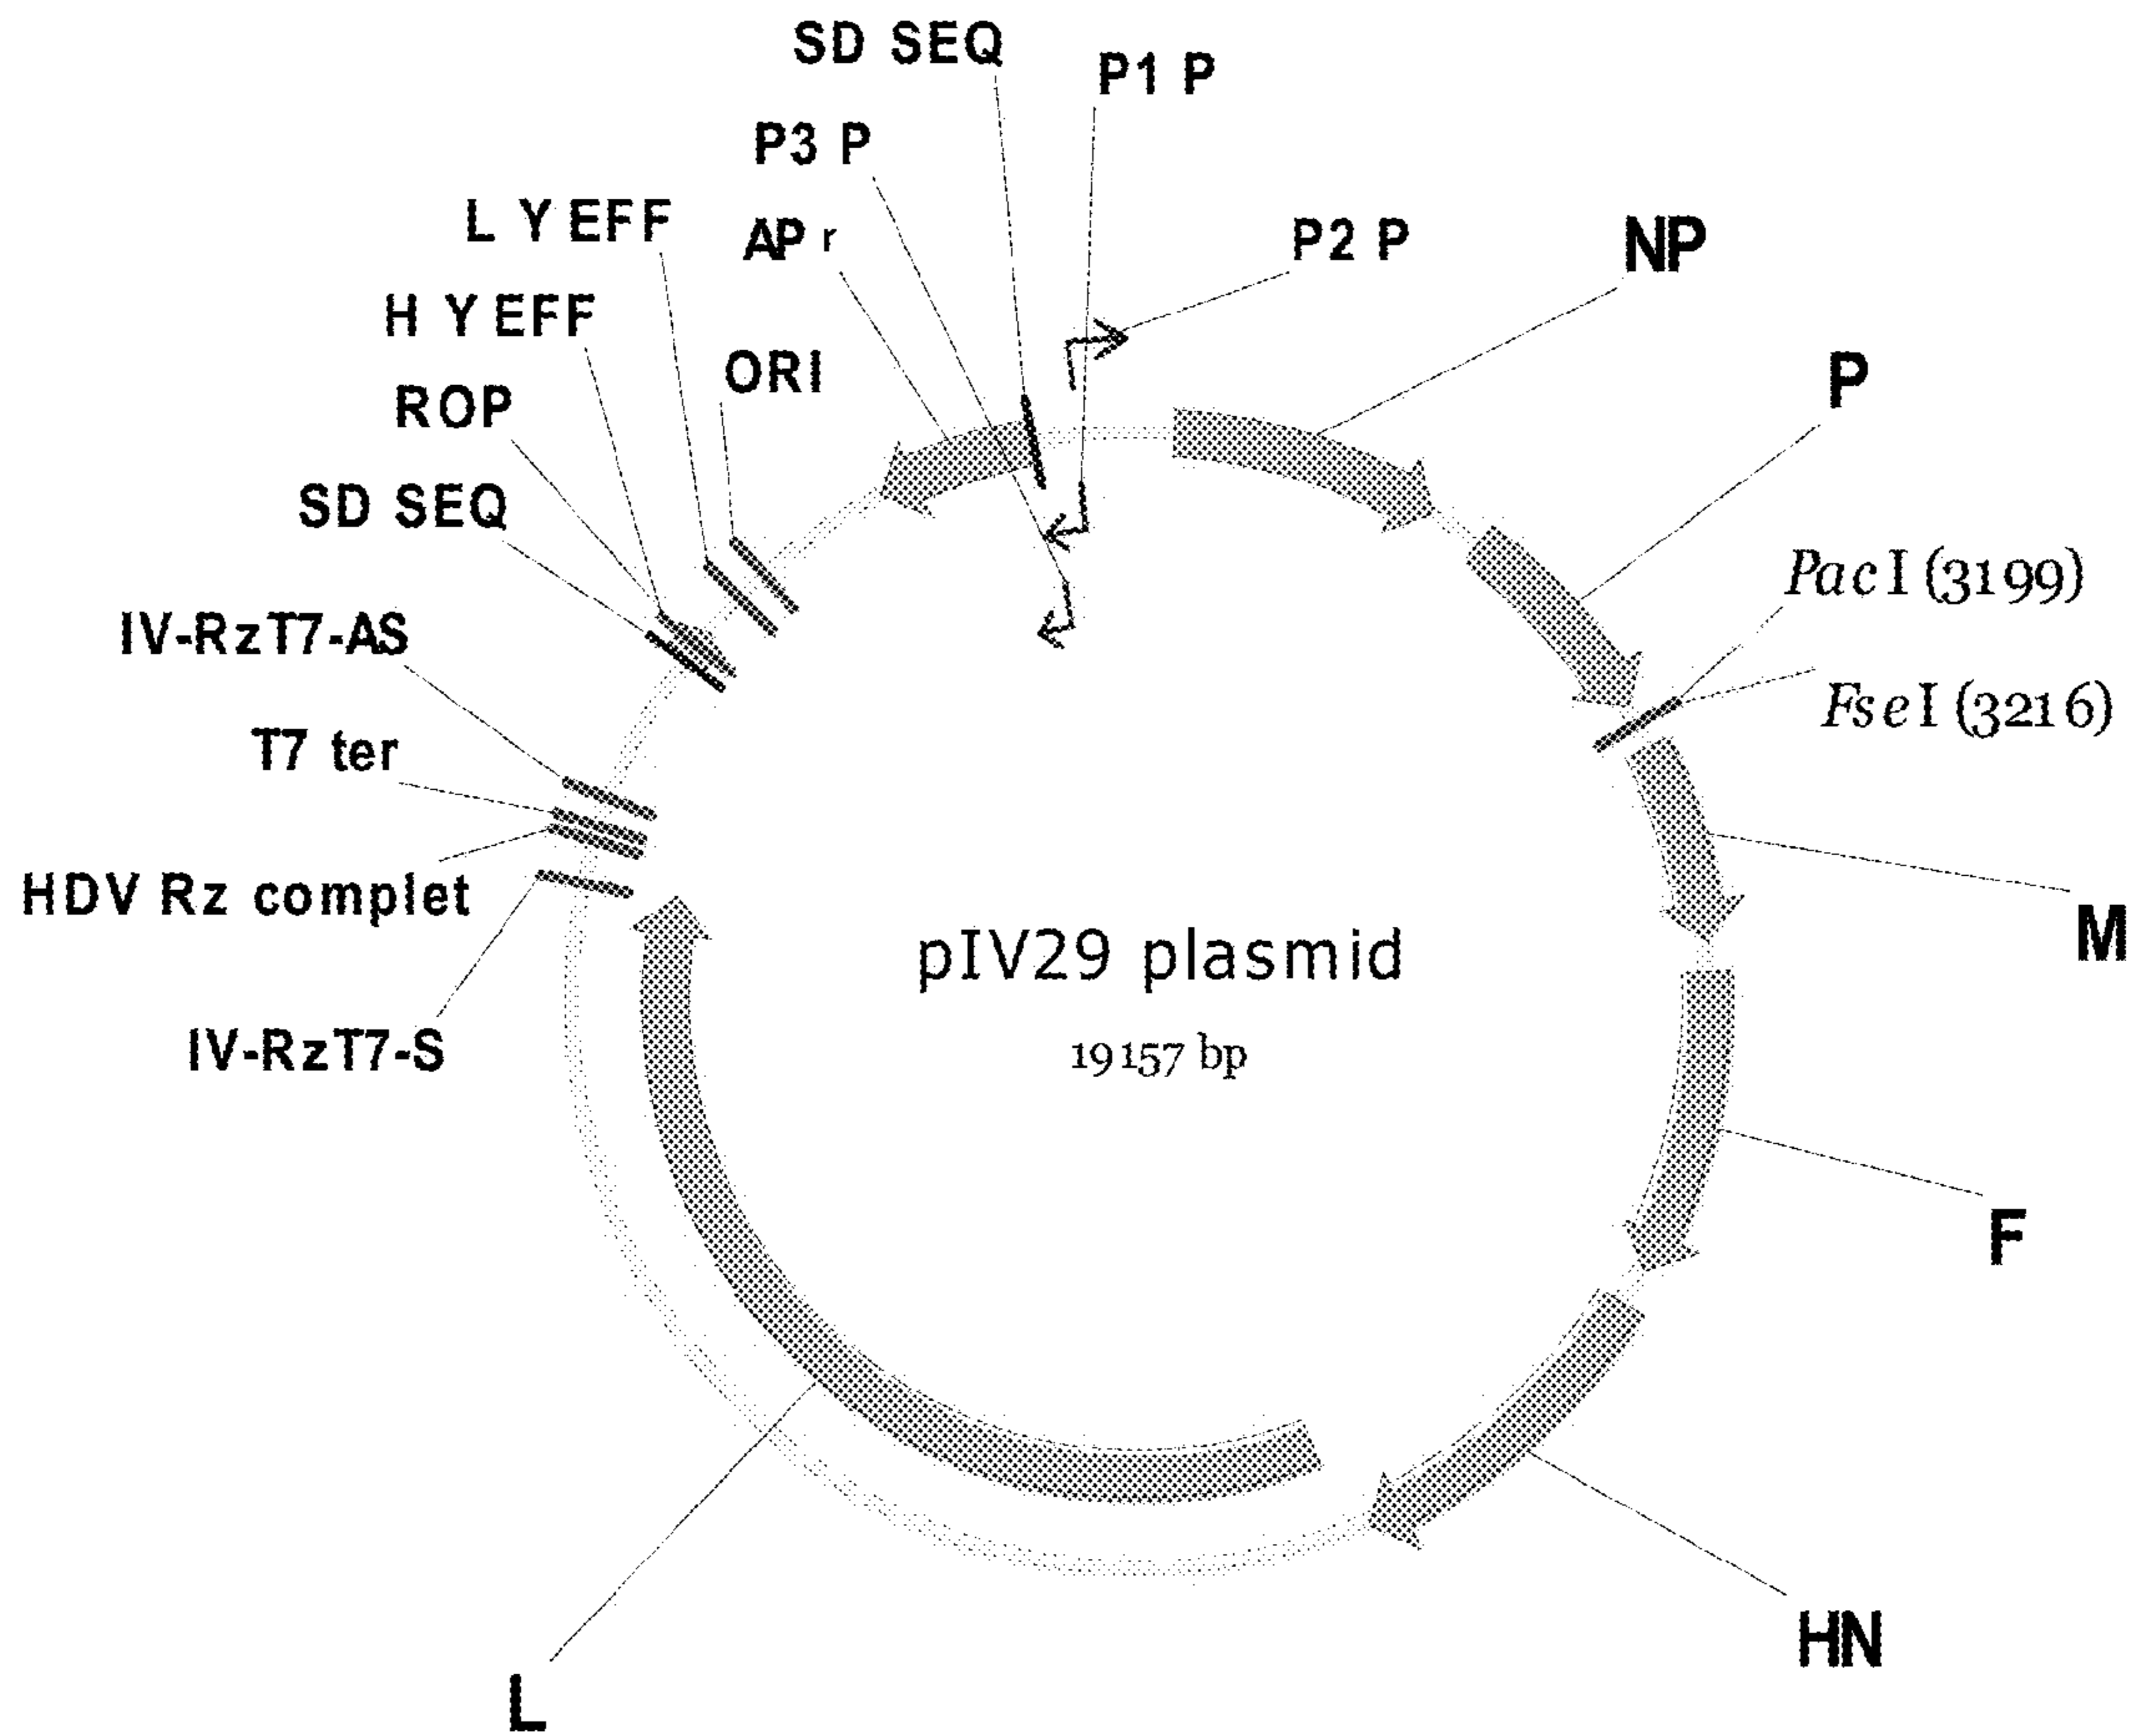 SD SEQ
P1 P
P3 P
L Y EFF
AP r
P2 P
NP
H Y EFF
ORI
P
ROP
SD SEQ
PacI (3199)
IV-RzT7-AS
FseI (3216)
T7 ter
HDV Rz complet
M
pIV29 plasmid
19157 bp
IV-RzT7-S
F
HN
L